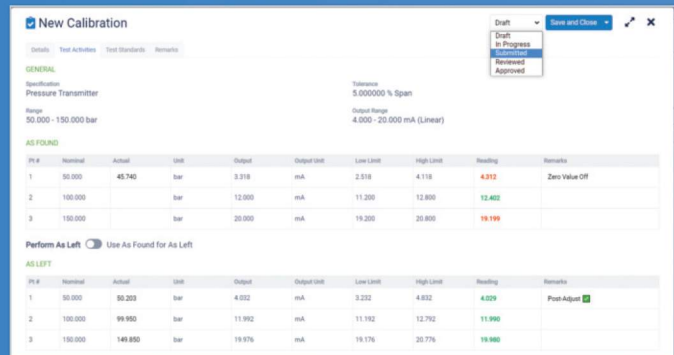 New Calibration
Draft
Save and Close
Draft
In Progress
Submitted
Reviewed
Approved
Details Test Activities Test Standards Remarks
GENERAL
Specification Tolerance
Pressure Transmitter 5.000000 % Span
Range Output Range
50.000 - 150.000 bar 4.000 - 20.000 mA (Linear)
AS FOUND
Pt # Nominal Actual Unit Output Output Unit Low Limit High Limit Reading Remarks
1 50.000 45.740 bar 3.318 mA 2.518 4.118 4.312 Zero Value Off
2 100.000 bar 12.000 mA 11.200 12.800 12.402
3 150.000 bar 20.000 mA 19.200 20.800 19.199
Perform As Left Use As Found for As Left
AS LEFT
Pt # Nominal Actual Unit Output Output Unit Low Limit High Limit Reading Remarks
1 50.000 50.203 bar 4.032 mA 3.232 4.832 4.029 Post-Adjust ✅
2 100.000 99.950 bar 11.992 mA 11.192 12.792 11.990
3 150.000 149.850 bar 19.976 mA 19.176 20.776 19.980